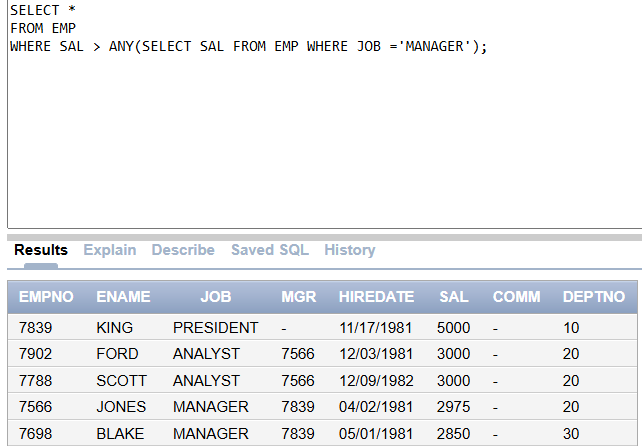 SELECT *
FROM EMP
WHERE SAL > ANY(SELECT SAL FROM EMP WHERE JOB ='MANAGER');
Results Explain Describe Saved SQL History
EMPNO ENAME JOB MGR HIREDATE SAL COMM DEPTNO
7839 KING PRESIDENT - 11/17/1981 5000 - 10
7902 FORD ANALYST 7566 12/03/1981 3000 - 20
7788 SCOTT ANALYST 7566 12/09/1982 3000 - 20
7566 JONES MANAGER 7839 04/02/1981 2975 - 20
7698 BLAKE MANAGER 7839 05/01/1981 2850 - 30